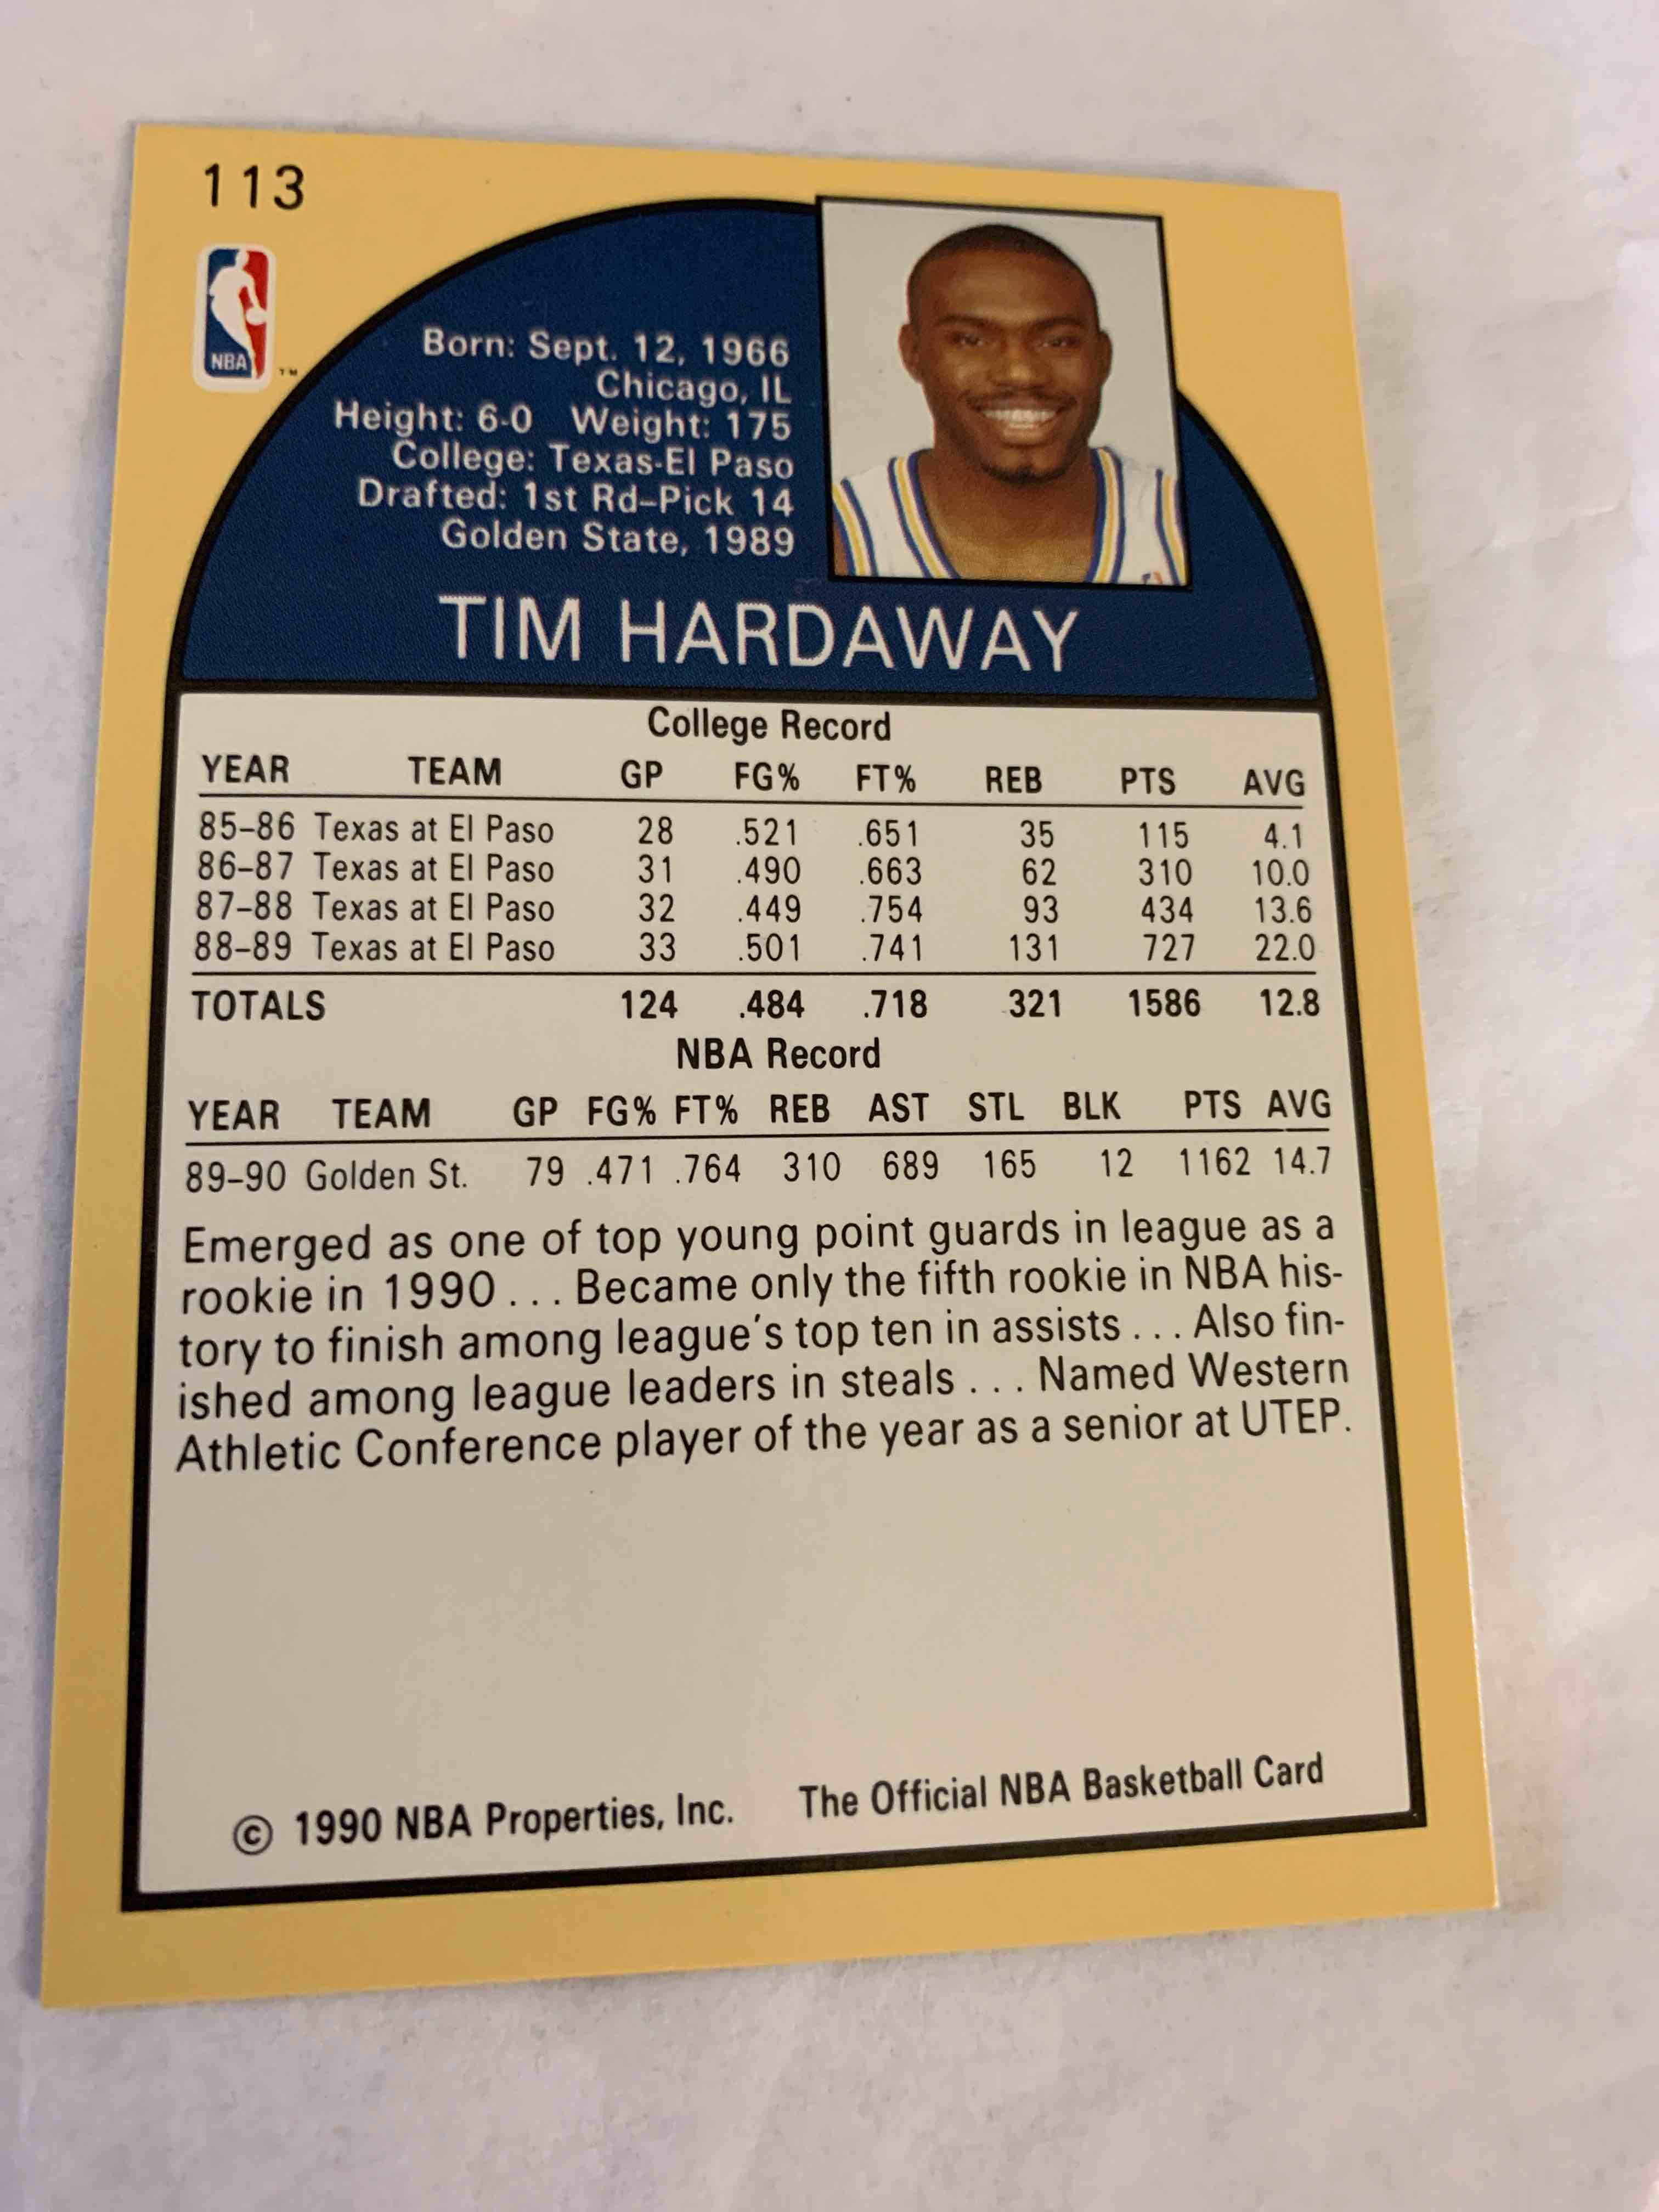 113
NBA
™
Born: Sept. 12, 1966
Chicago, IL
Height: 6-0 Weight: 175
College: Texas-El Paso
Drafted: 1st Rd–Pick 14
Golden State, 1989
TIM HARDAWAY
College Record
YEAR TEAM GP FG% FT% REB PTS AVG
85–86 Texas at El Paso 28 .521 .651 35 115 4.1
86–87 Texas at El Paso 31 .490 .663 62 310 10.0
87–88 Texas at El Paso 32 .449 .754 93 434 13.6
88–89 Texas at El Paso 33 .501 .741 131 727 22.0
TOTALS 124 .484 .718 321 1586 12.8
NBA Record
YEAR TEAM GP FG% FT% REB AST STL BLK PTS AVG
89–90 Golden St. 79 .471 .764 310 689 165 12 1162 14.7
Emerged as one of top young point guards in league as a
rookie in 1990 . . . Became only the fifth rookie in NBA his-
tory to finish among league's top ten in assists . . . Also fin-
ished among league leaders in steals . . . Named Western
Athletic Conference player of the year as a senior at UTEP.
© 1990 NBA Properties, Inc. The Official NBA Basketball Card